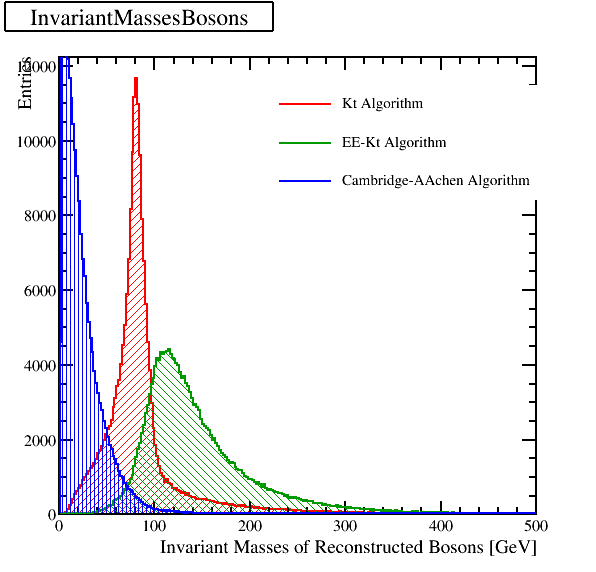 InvariantMassesBosons
Entries
12000
10000
8000
6000
4000
2000
0
Kt Algorithm
EE-Kt Algorithm
Cambridge-AAchen Algorithm
0 100 200 300 400 500
Invariant Masses of Reconstructed Bosons [GeV]